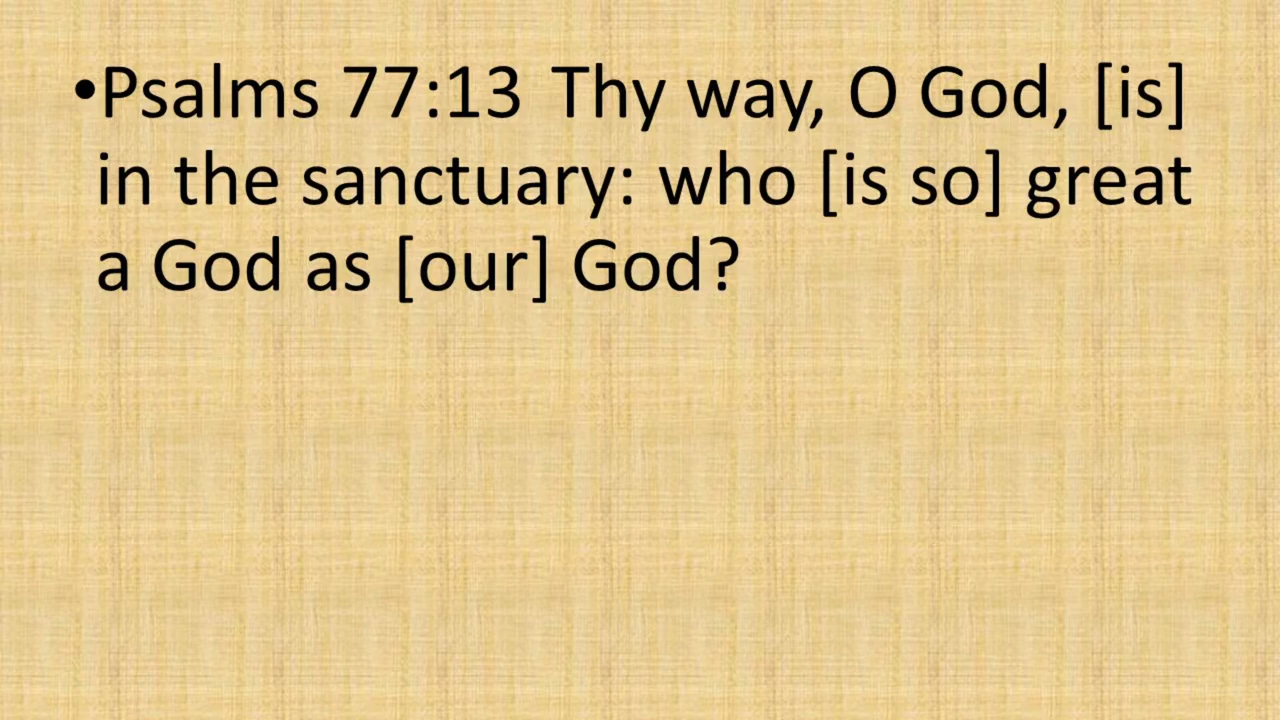 •Psalms 77:13 Thy way, O God, [is]
in the sanctuary: who [is so] great
a God as [our] God?